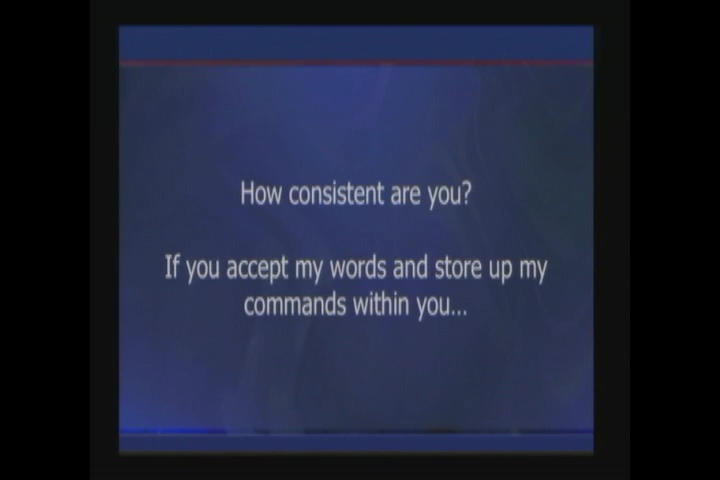 How consistent are you?
If you accept my words and store up my
commands within you...